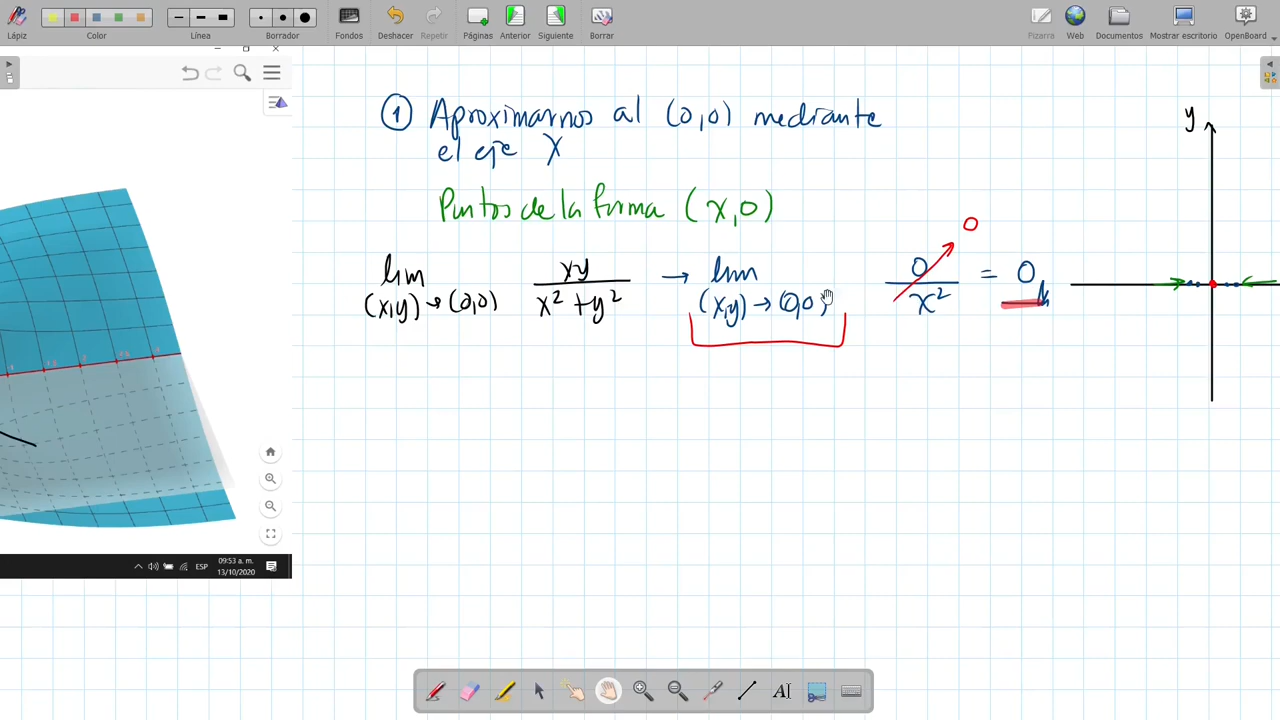 Lápiz
Color
Línea
Borrador
Fondos
Deshacer
Repetir
Páginas
Anterior
Siguiente
Borrar
Pizarra
Web
Documentos
Mostrar escritorio
OpenBoard
① Aproximarnos al (0,0) mediante
el eje X
Puntos de la forma (x,0)
lim (x,y)→(0,0) xy / x² + y² → lim (x,y)→(0,0) 0 / x² = 0
0
y
ESP
09:53 a. m.
13/10/2020
AI